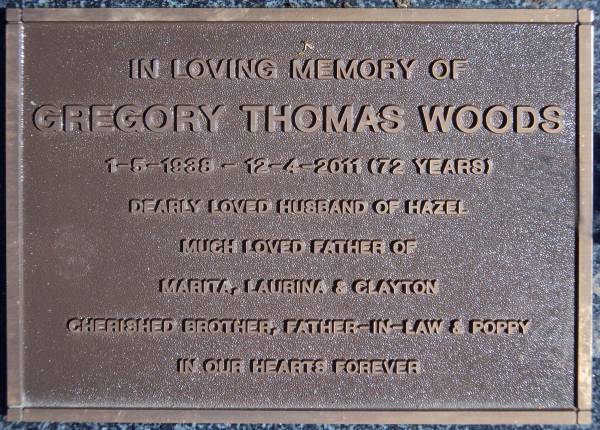 IN LOVING MEMORY OF
GREGORY THOMAS WOODS
1-5-1938 - 12-4-2011 (72 YEARS)
DEARLY LOVED HUSBAND OF HAZEL
MUCH LOVED FATHER OF
MARITA, LAURINA & CLAYTON
CHERISHED BROTHER, FATHER-IN-LAW & POPPY
IN OUR HEARTS FOREVER